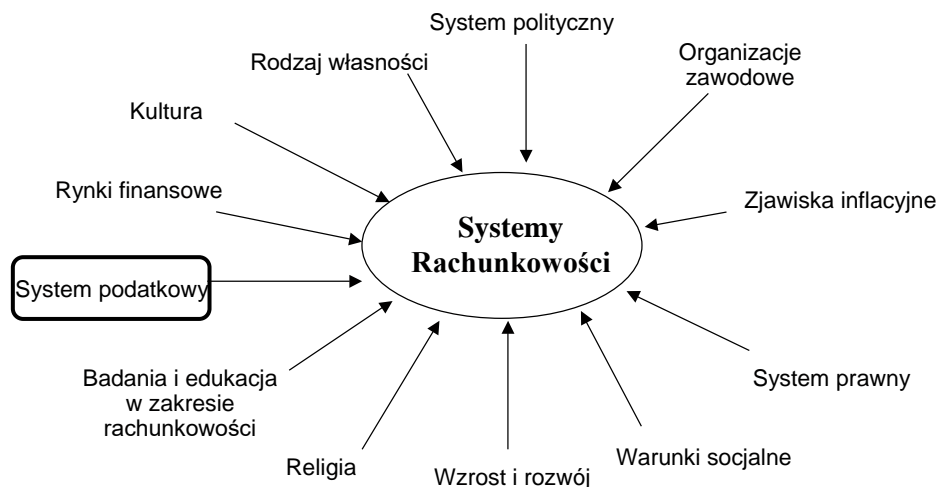 System polityczny
Rodzaj własności
Organizacje
zawodowe
Kultura
Rynki finansowe
Zjawiska inflacyjne
Systemy
Rachunkowości
System podatkowy
Badania i edukacja
w zakresie
rachunkowości
System prawny
Religia
Wzrost i rozwój
Warunki socjalne